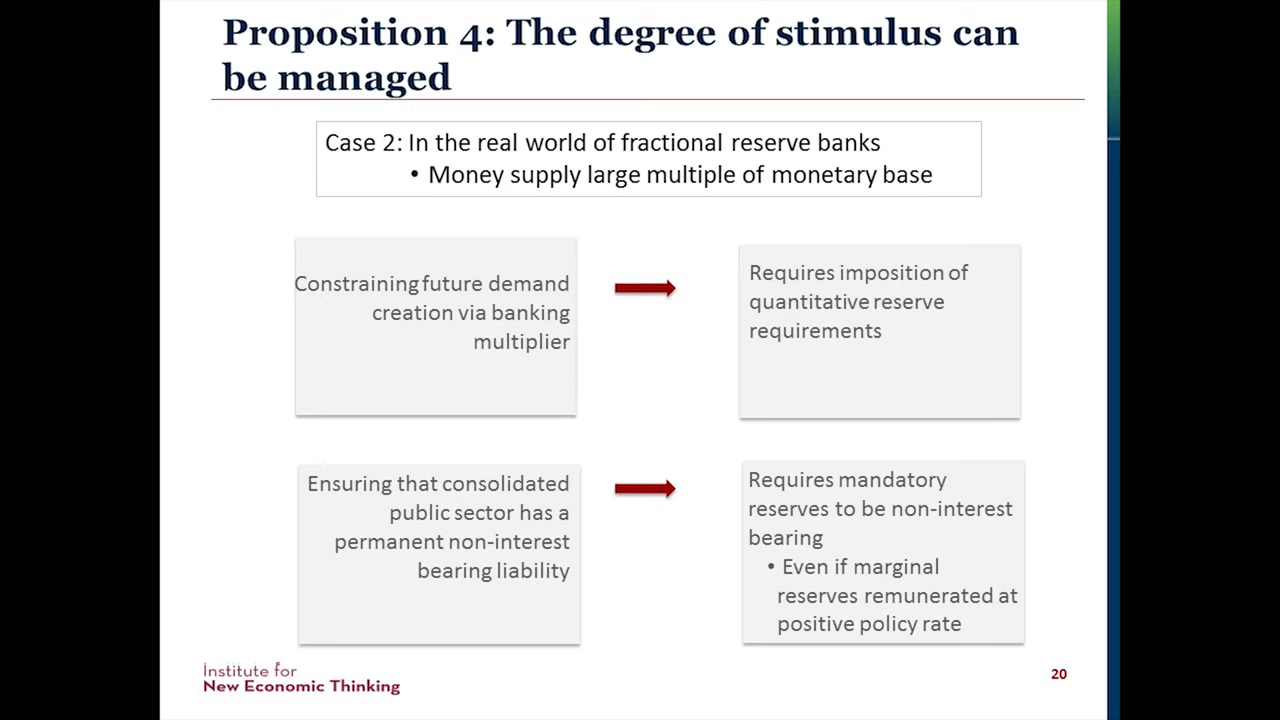 Proposition 4: The degree of stimulus can
be managed
Case 2: In the real world of fractional reserve banks
• Money supply large multiple of monetary base
Constraining future demand
creation via banking
multiplier
Requires imposition of
quantitative reserve
requirements
Ensuring that consolidated
public sector has a
permanent non-interest
bearing liability
Requires mandatory
reserves to be non-interest
bearing
• Even if marginal
reserves remunerated at
positive policy rate
Institute for
New Economic Thinking
20